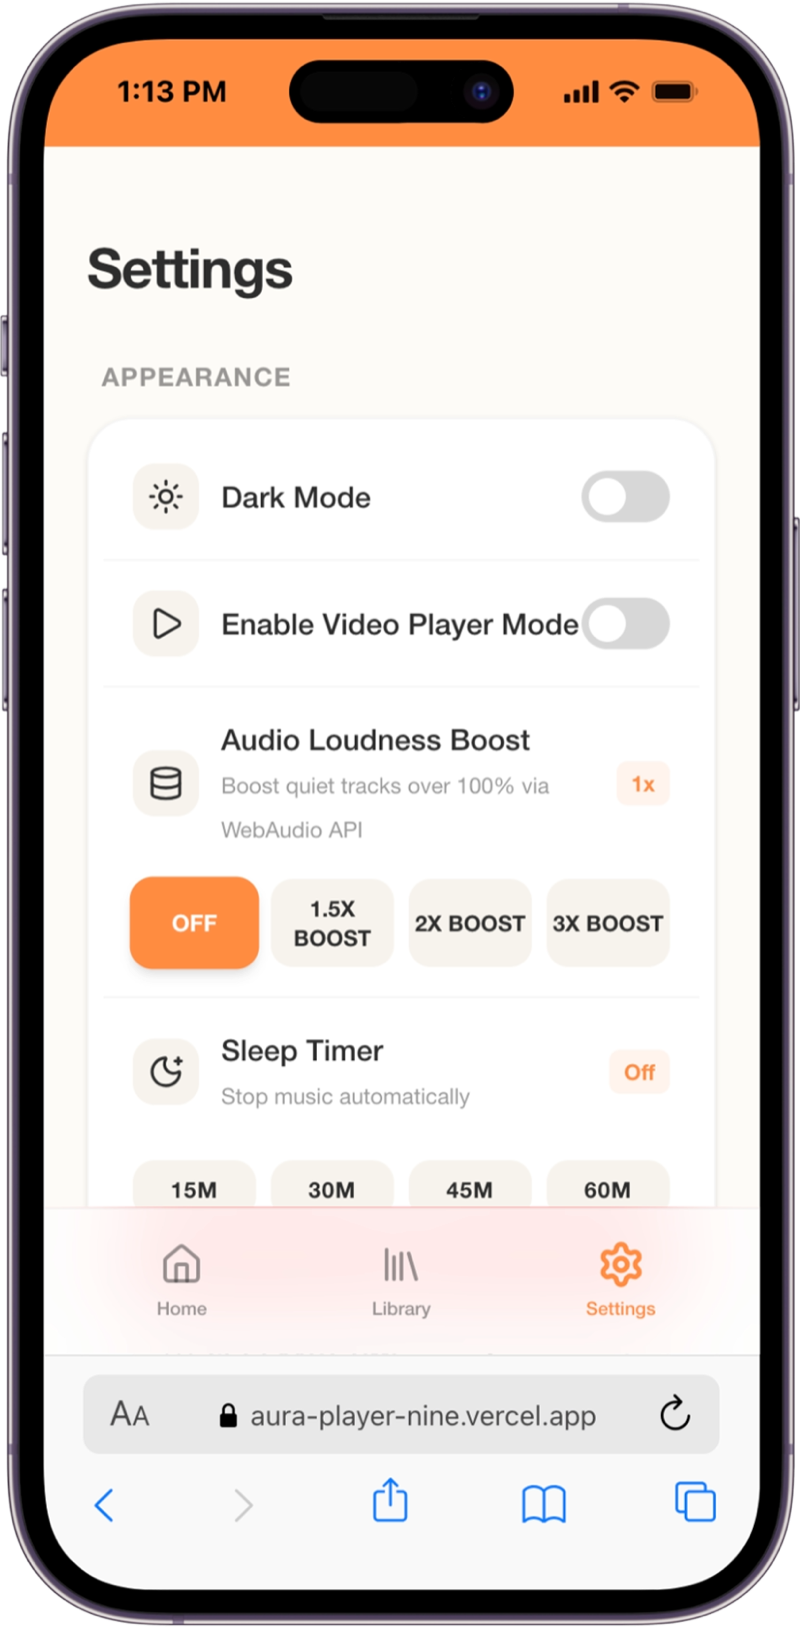 1:13 PM
Settings
APPEARANCE
Dark Mode
Enable Video Player Mode
Audio Loudness Boost
Boost quiet tracks over 100% via
WebAudio API
1x
OFF
1.5X
BOOST
2X BOOST
3X BOOST
Sleep Timer
Stop music automatically
Off
15M
30M
45M
60M
Home
Library
Settings
AA
aura-player-nine.vercel.app